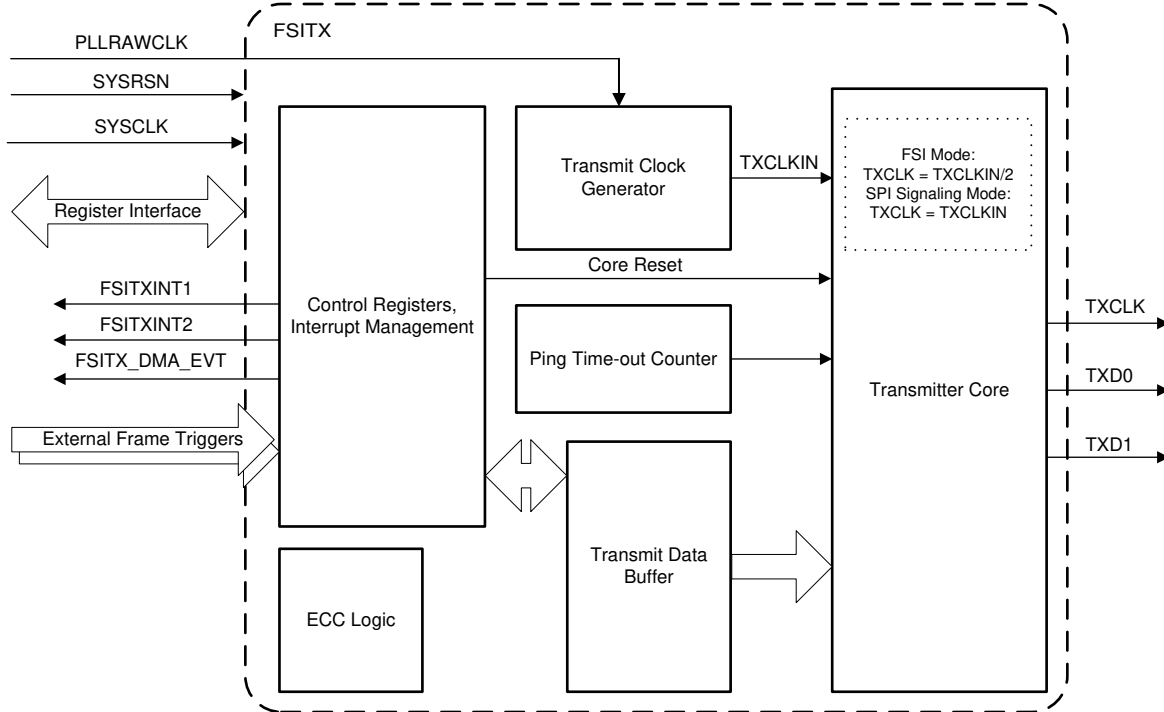 FSITX
PLLRAWCLK
SYSRSN
SYSCLK
Register Interface
FSITXINT1
FSITXINT2
FSITX_DMA_EVT
External Frame Triggers
Control Registers,
Interrupt Management
ECC Logic
Transmit Clock
Generator
TXCLKIN
Core Reset
Ping Time-out Counter
Transmit Data
Buffer
FSI Mode:
TXCLK = TXCLKIN/2
SPI Signaling Mode:
TXCLK = TXCLKIN
Transmitter Core
TXCLK
TXD0
TXD1